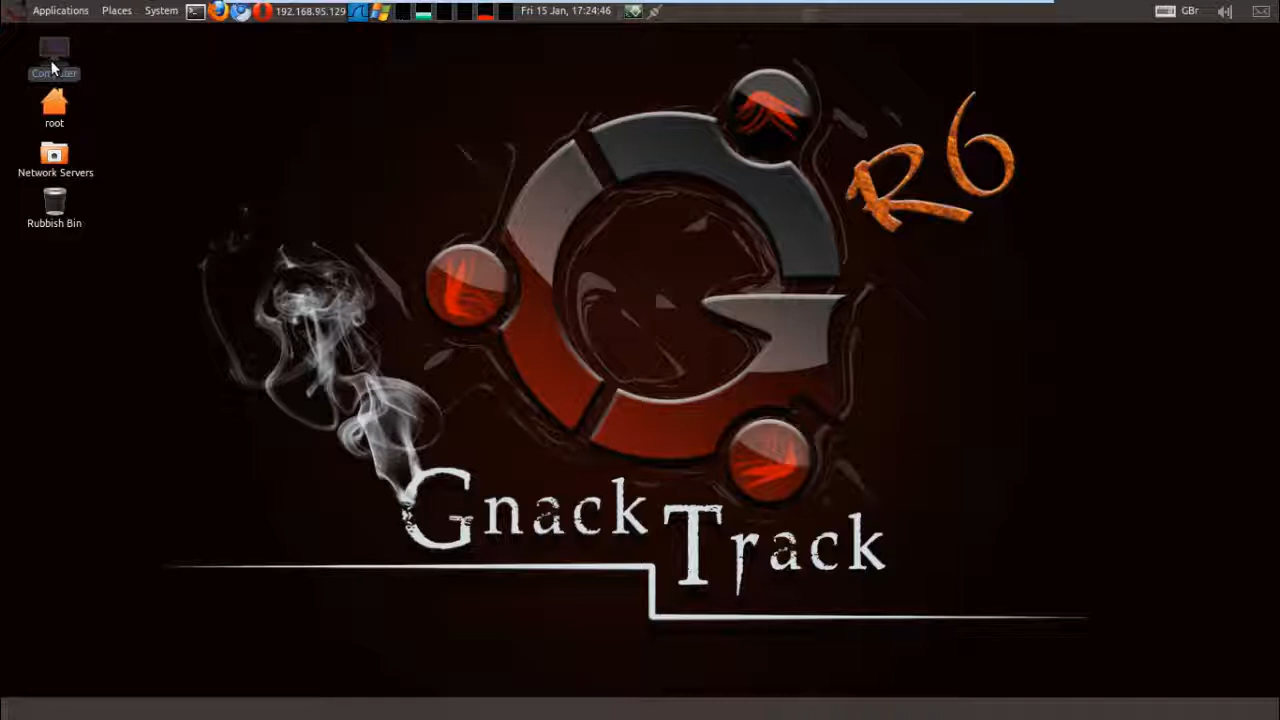 Applications Places System 192.168.95.129 Fri 15 Jan, 17:24:46 GBr
Computer
root
Network Servers
Rubbish Bin
R6
Gnack Track